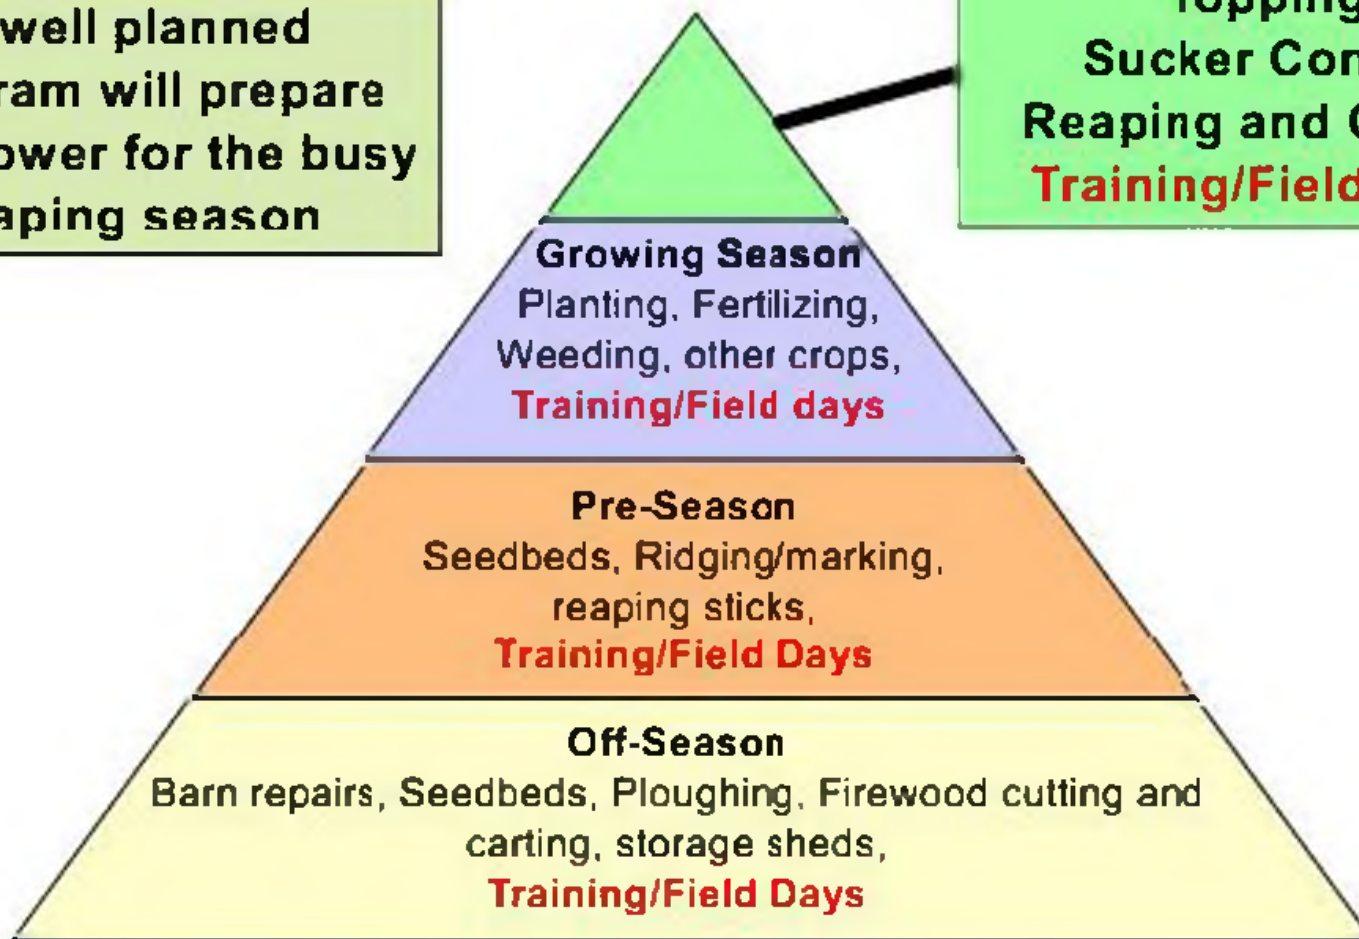 well planned
ram will prepare
ower for the busy
aping season
Topping
Sucker Con
Reaping and
Training/Field
Growing Season
Planting, Fertilizing,
Weeding, other crops,
Training/Field days
Pre-Season
Seedbeds, Ridging/marking,
reaping sticks,
Training/Field Days
Off-Season
Barn repairs, Seedbeds, Ploughing, Firewood cutting and
carting, storage sheds,
Training/Field Days